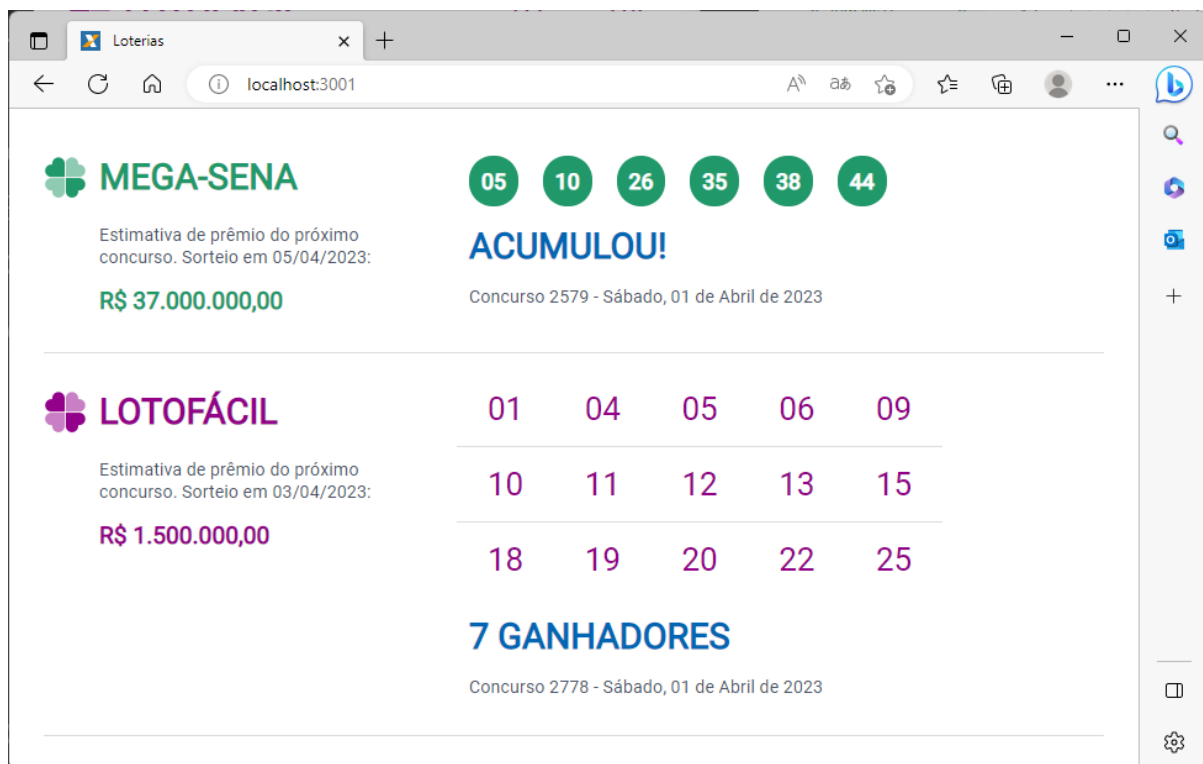 Loterias
localhost:3001
MEGA-SENA
05 10 26 35 38 44
Estimativa de prêmio do próximo
concurso. Sorteio em 05/04/2023:
R$ 37.000.000,00
ACUMULOU!
Concurso 2579 - Sábado, 01 de Abril de 2023
LOTOFÁCIL
Estimativa de prêmio do próximo
concurso. Sorteio em 03/04/2023:
R$ 1.500.000,00
01 04 05 06 09
10 11 12 13 15
18 19 20 22 25
7 GANHADORES
Concurso 2778 - Sábado, 01 de Abril de 2023